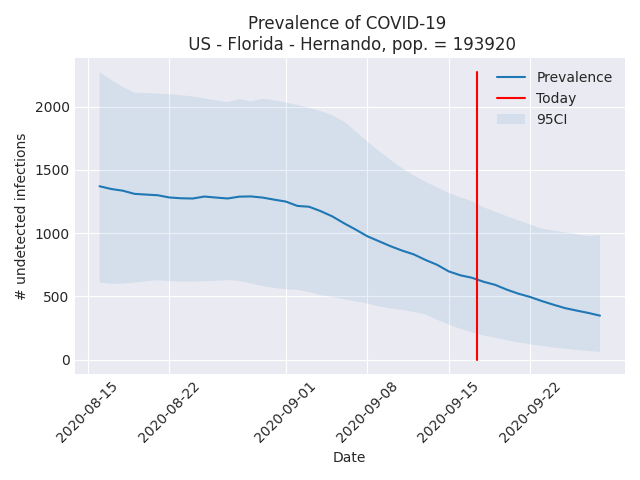 Prevalence of COVID-19
US - Florida - Hernando, pop. = 193920
Prevalence
Today
95CI
# undetected infections
2000
1500
1000
500
0
2020-08-15
2020-08-22
2020-09-01
2020-09-08
2020-09-15
2020-09-22
Date